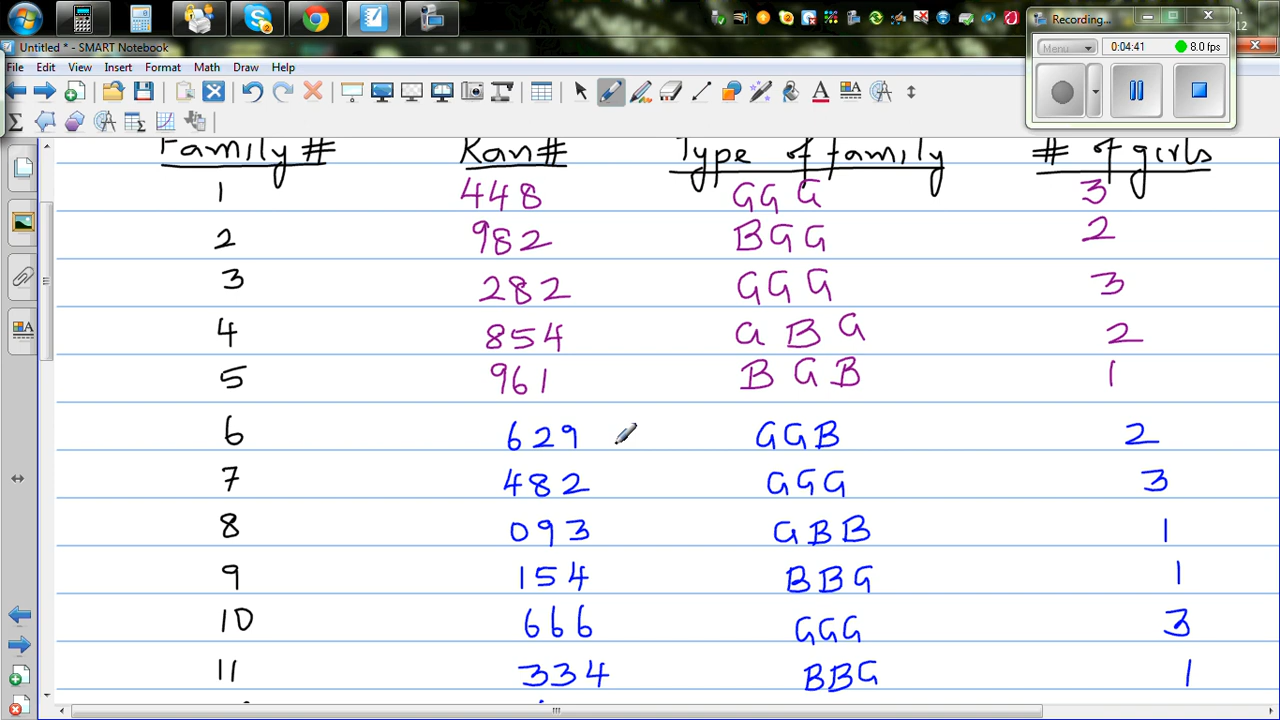 Recording...
Untitled * - SMART Notebook
Menu 0:04:41 8.0 fps
File Edit View Insert Format Math Draw Help
Family # Ran# Type of family # of girls
1 448 GGG 3
2 982 BGG 2
3 282 GGG 3
4 854 GBG 2
5 961 BGB 1
6 629 GGB 2
7 482 GGG 3
8 093 GBB 1
9 154 BBG 1
10 666 GGG 3
11 334 BBG 1